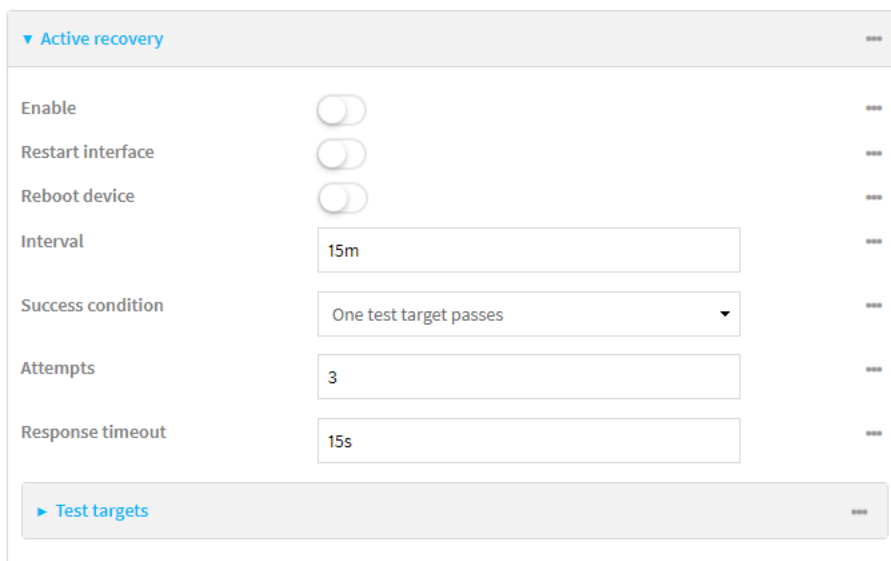 Active recovery
Enable
Restart interface
Reboot device
Interval 15m
Success condition One test target passes
Attempts 3
Response timeout 15s
Test targets